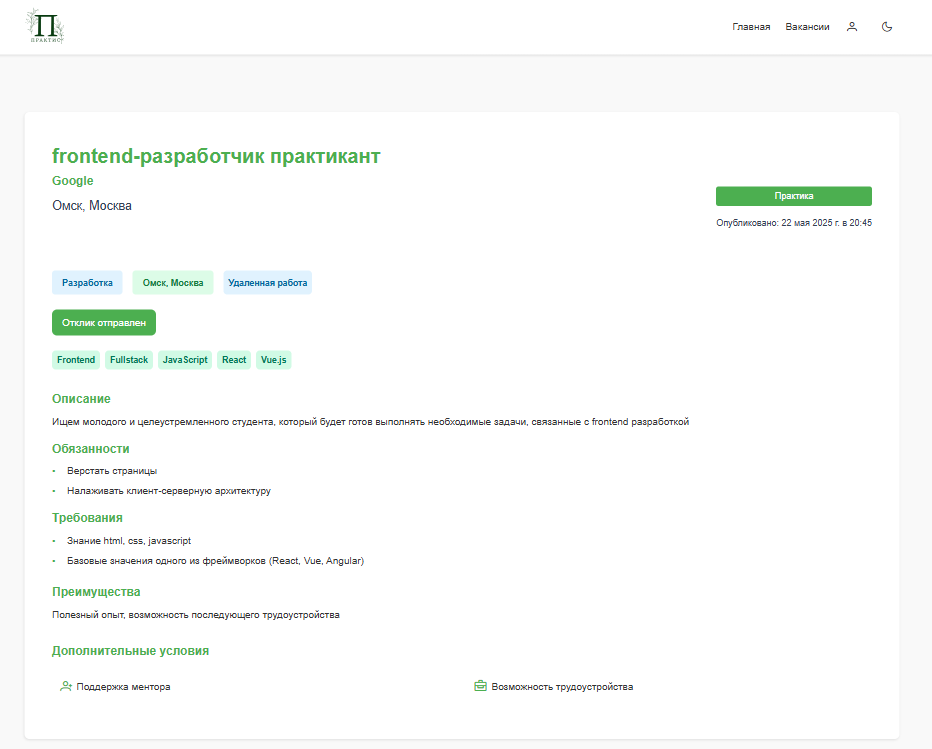 П
ПРАКТИС
Главная Вакансии
frontend-разработчик практикант
Google
Омск, Москва
Практика
Опубликовано: 22 мая 2025 г. в 20:45
Разработка Омск, Москва Удаленная работа
Отклик отправлен
Frontend Fullstack JavaScript React Vue.js
Описание
Ищем молодого и целеустремленного студента, который будет готов выполнять необходимые задачи, связанные с frontend разработкой
Обязанности
• Верстать страницы
• Налаживать клиент-серверную архитектуру
Требования
• Знание html, css, javascript
• Базовые значения одного из фреймворков (React, Vue, Angular)
Преимущества
Полезный опыт, возможность последующего трудоустройства
Дополнительные условия
Поддержка ментора Возможность трудоустройства